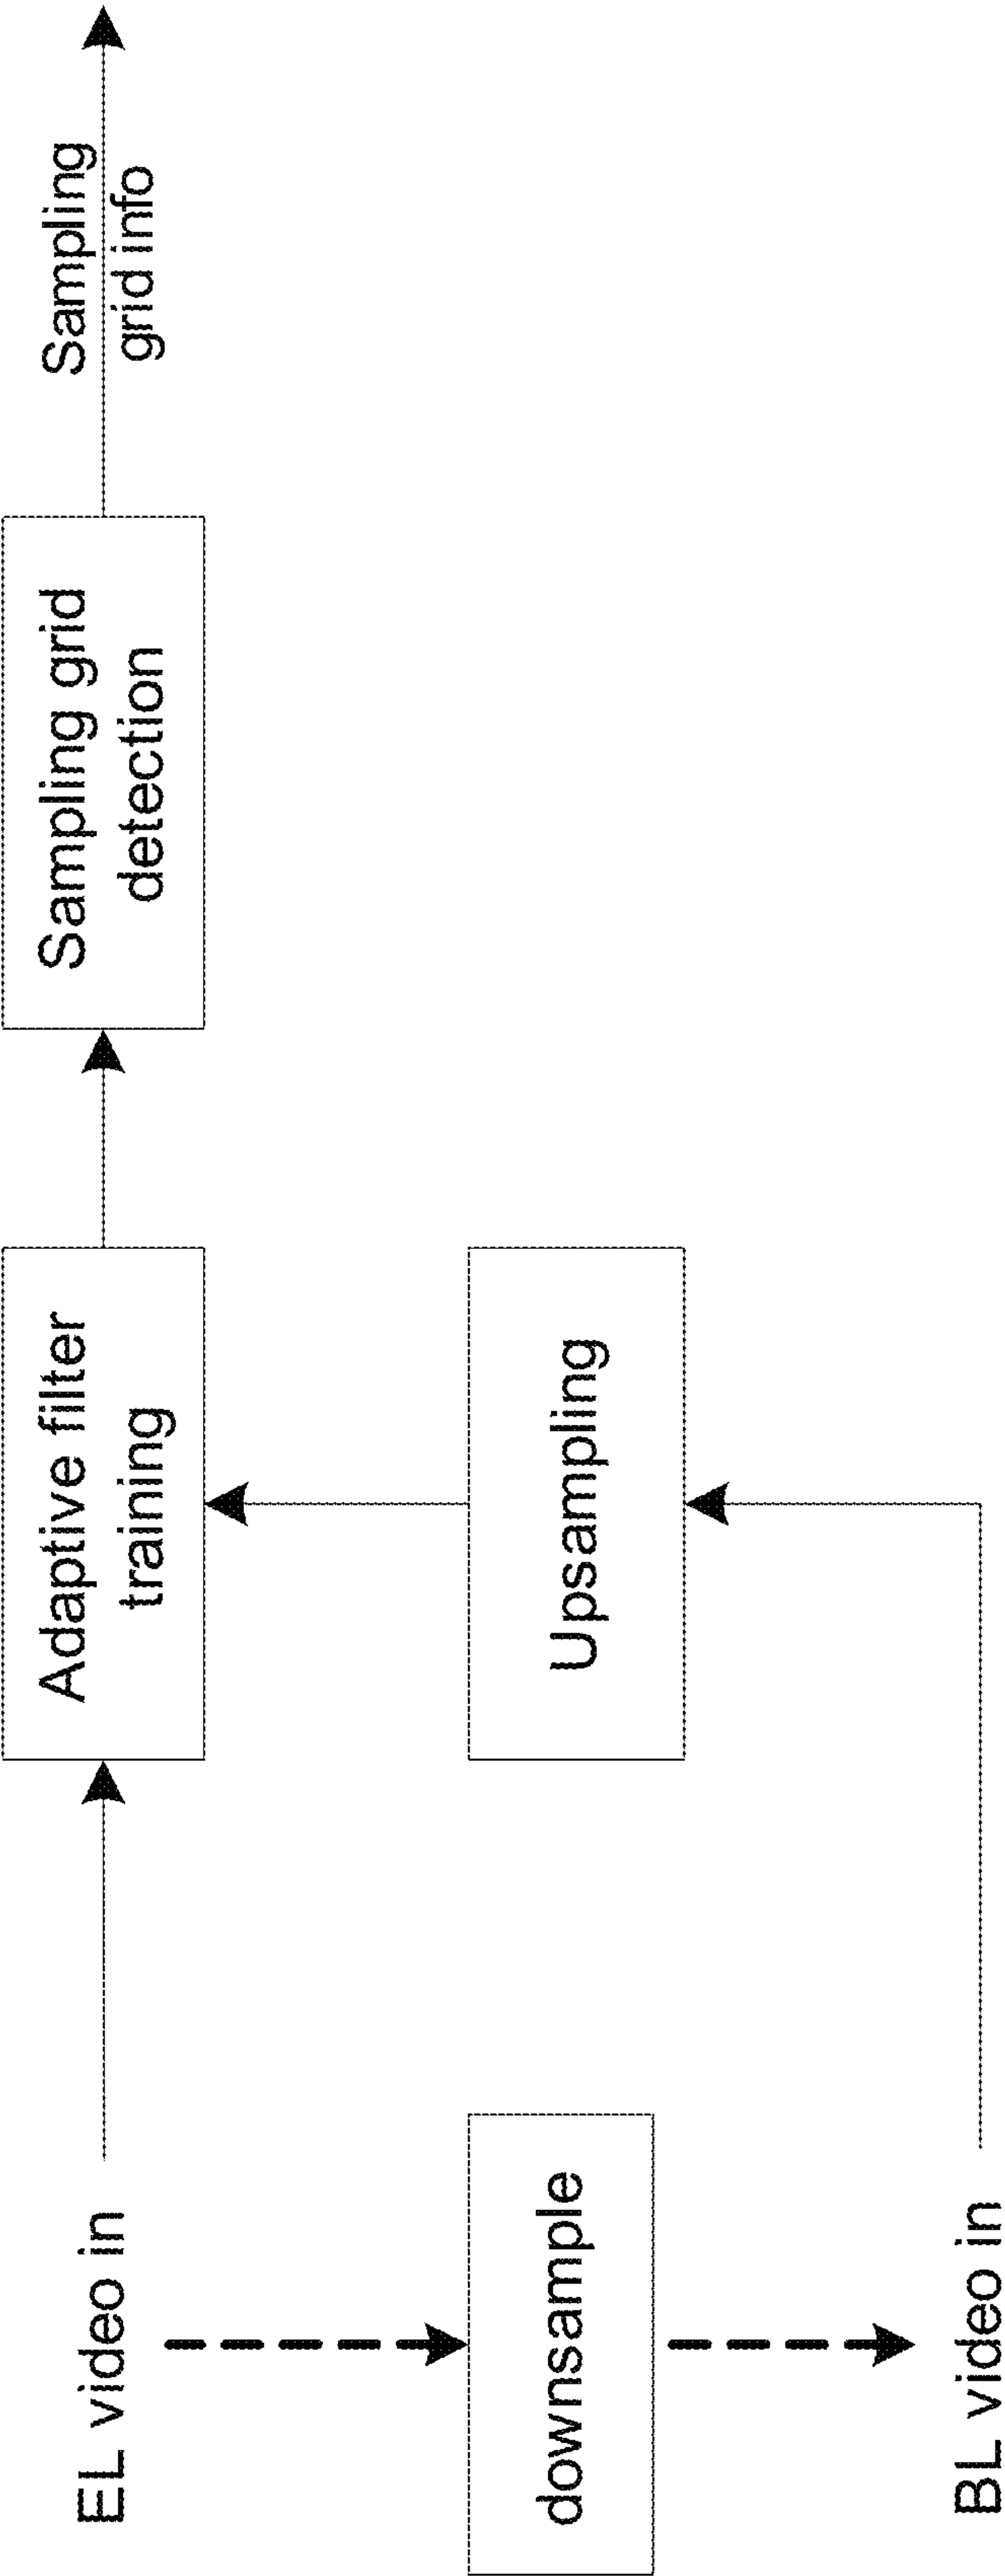 EL video in
Adaptive filter
training
Sampling grid
detection
Sampling
grid info
downsample
Upsampling
BL video in